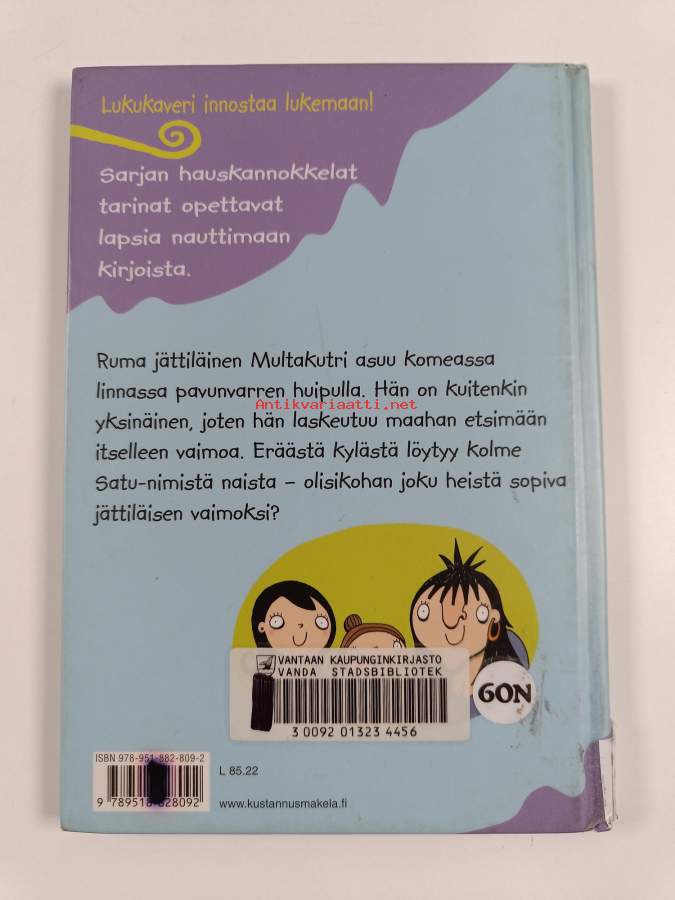 Lukukaveri innostaa lukemaan!
Sarjan hauskannokkelat
tarinat opettavat
lapsia nauttimaan
kirjoista.
Ruma jättiläinen Multakutri asuu komeassa
linnassa pavunvarren huipulla. Hän on kuitenkin
Antikvariaatti.net
yksinäinen, joten hän laskeutuu maahan etsimään
itselleen vaimoa. Eräästä kylästä löytyy kolme
Satu-nimistä naista – olisikohan joku heistä sopiva
jättiläisen vaimoksi?
VANTAAN KAUPUNGINKIRJASTO
VANDA STADSBIBLIOTEK
3 0092 01323 4456
GON
ISBN 978-951-882-809-2
L 85.22
www.kustannusmakela.fi